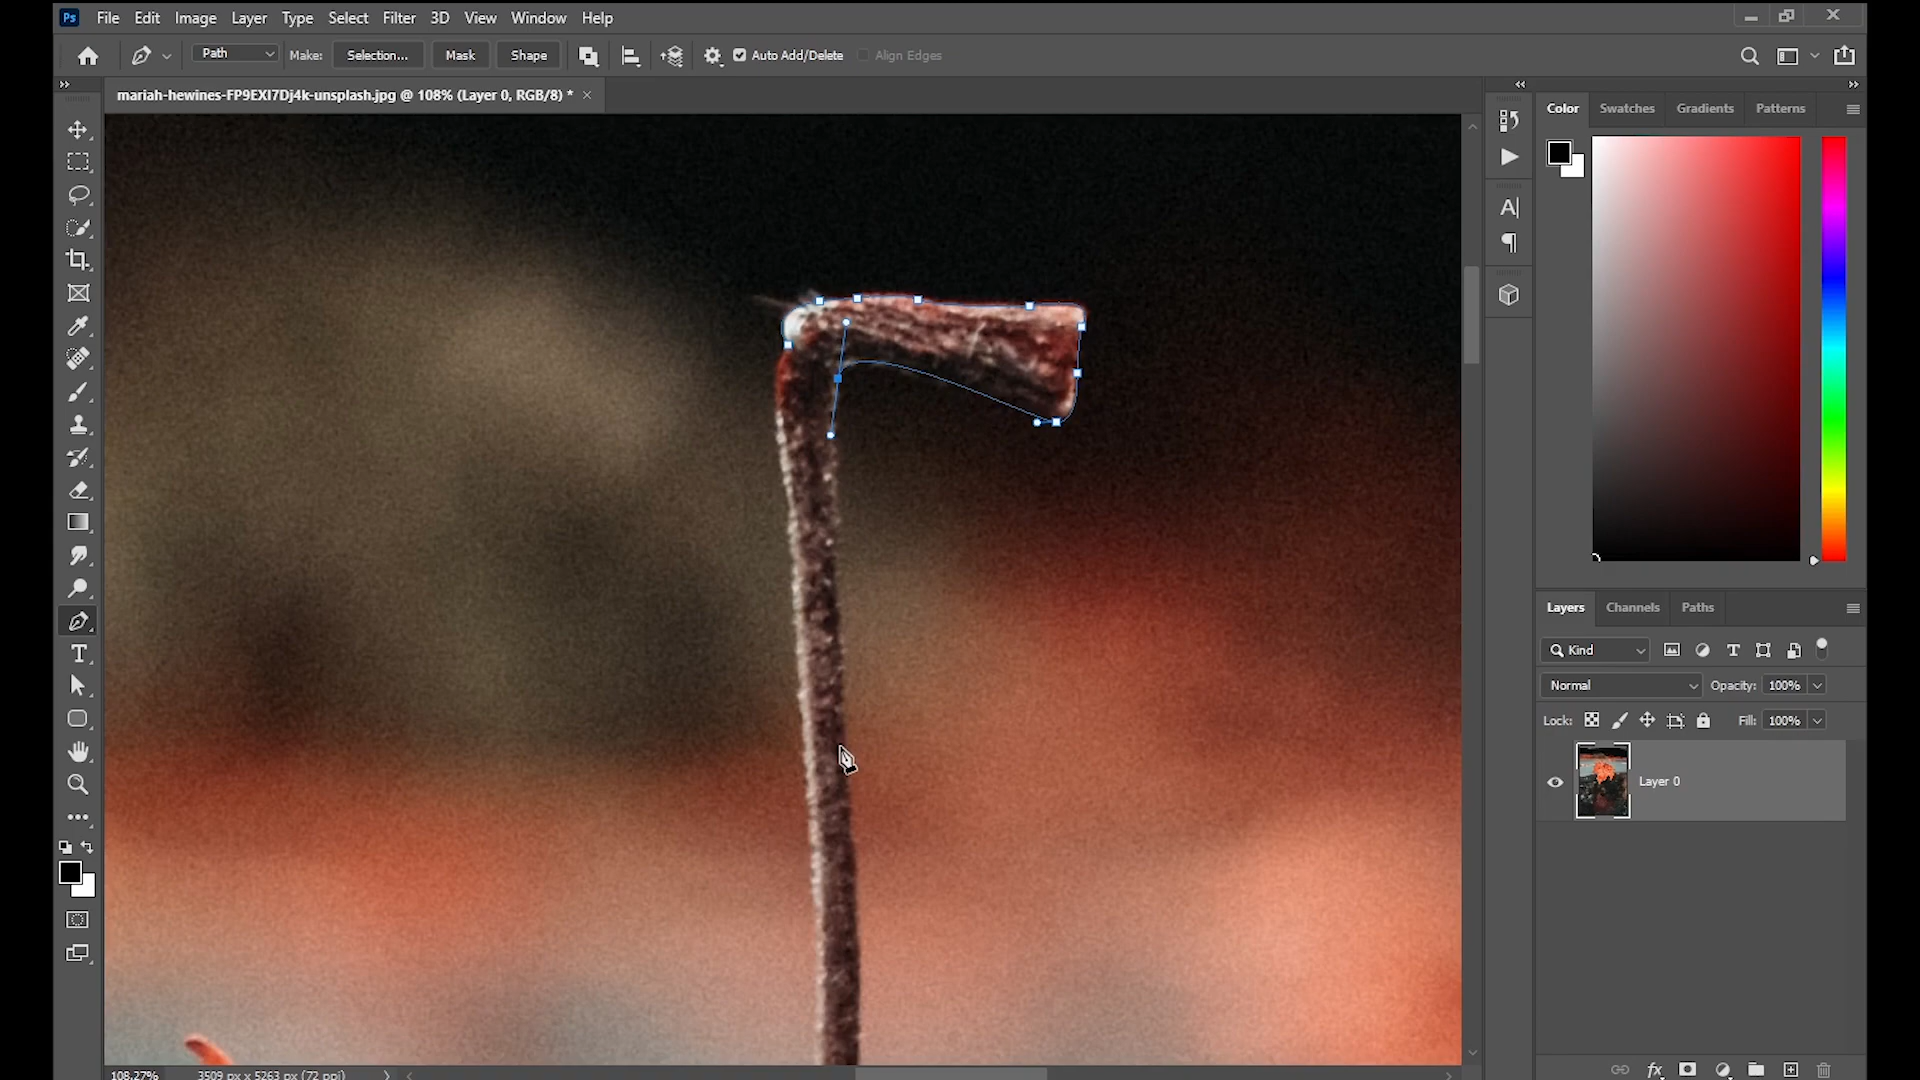 Ps File Edit Image Layer Type Select Filter 3D View Window Help
Path Make: Selection... Mask Shape Auto Add/Delete Align Edges
mariah-hewines-FP9EXI7Dj4k-unsplash.jpg @ 108% (Layer 0, RGB/8) *
Color Swatches Gradients Patterns
Layers Channels Paths
Kind
Normal Opacity: 100%
Lock: Fill: 100%
Layer 0
108.27% 3509 px x 5263 px (72 ppi)